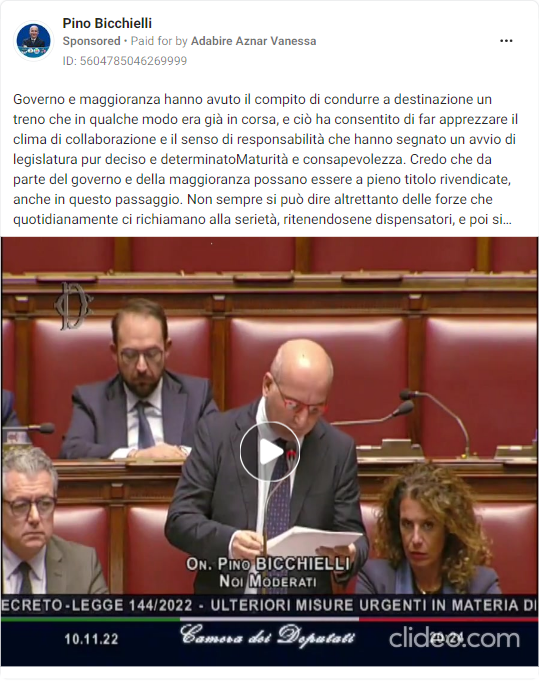 Pino Bicchielli
Sponsored • Paid for by Adabire Aznar Vanessa
ID: 5604785046269999
Governo e maggioranza hanno avuto il compito di condurre a destinazione un
treno che in qualche modo era già in corsa, e ciò ha consentito di far apprezzare il
clima di collaborazione e il senso di responsabilità che hanno segnato un avvio di
legislatura pur deciso e determinatoMaturità e consapevolezza. Credo che da
parte del governo e della maggioranza possano essere a pieno titolo rivendicate,
anche in questo passaggio. Non sempre si può dire altrettanto delle forze che
quotidianamente ci richiamano alla serietà, ritenendosene dispensatori, e poi si...
ON. PINO BICCHIELLI
NOI MODERATI
ECRETO-LEGGE 144/2022 - ULTERIORI MISURE URGENTI IN MATERIA DI
10.11.22
Camera dei Deputati
20:24
clideo.com